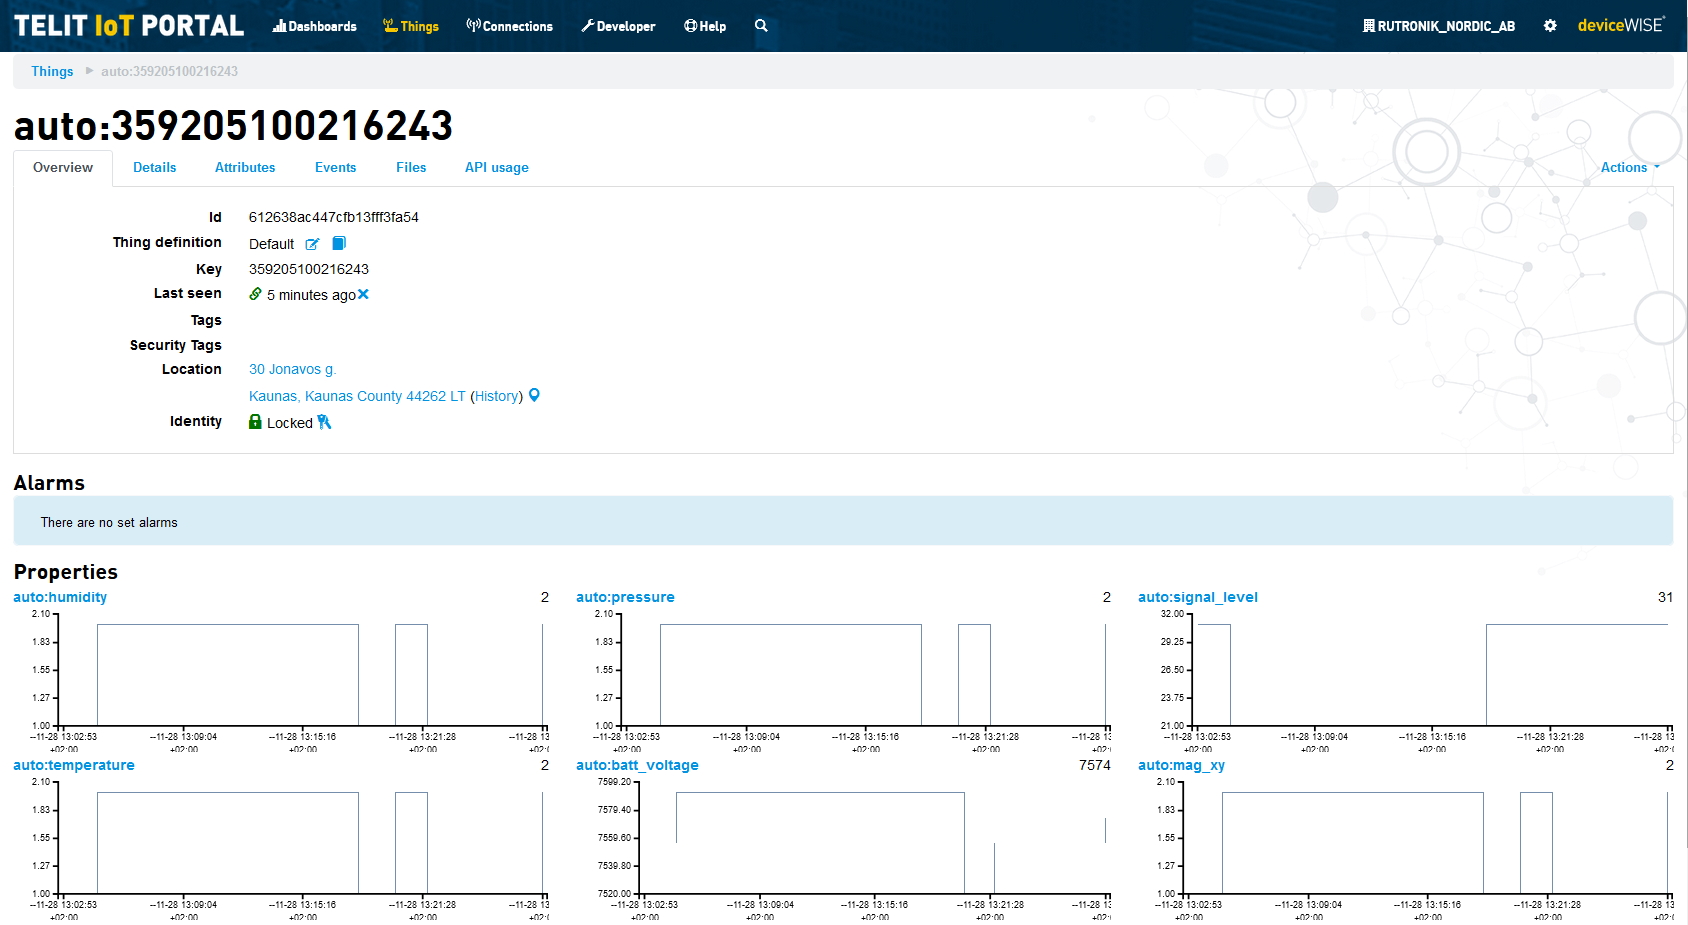 TELIT IoT PORTAL Dashboards Things Connections Developer Help RUTRONIK_NORDIC_AB deviceWISE®
Things auto:359205100216243
auto:359205100216243
Overview Details Attributes Events Files API usage Actions
Id 612638ac447cfb13fff3fa54
Thing definition Default
Key 359205100216243
Last seen 5 minutes ago
Tags
Security Tags
Location 30 Jonavos g.
Kaunas, Kaunas County 44262 LT (History)
Identity Locked
Alarms
There are no set alarms
Properties
auto:humidity 2
2.10
1.83
1.55
1.27
1.00
--11-28 13:02:53 --11-28 13:09:04 --11-28 13:15:16 --11-28 13:21:28 --11-28 13
+02:00 +02:00 +02:00 +02:00 +02:0
auto:pressure 2
2.10
1.83
1.55
1.27
1.00
--11-28 13:02:53 --11-28 13:09:04 --11-28 13:15:16 --11-28 13:21:28 --11-28 13
+02:00 +02:00 +02:00 +02:00 +02:
auto:signal_level 31
32.00
29.25
26.50
23.75
21.00
--11-28 13:02:53 --11-28 13:09:04 --11-28 13:15:16 --11-28 13:21:28 --11-28 13
+02:00 +02:00 +02:00 +02:00 +02:0
auto:temperature 2
2.10
1.83
1.55
1.27
1.00
--11-28 13:02:53 --11-28 13:09:04 --11-28 13:15:16 --11-28 13:21:28 --11-28 13
+02:00 +02:00 +02:00 +02:00 +02:0
auto:batt_voltage 7574
7599.20
7579.40
7559.60
7539.80
7520.00
--11-28 13:02:53 --11-28 13:09:04 --11-28 13:15:16 --11-28 13:21:28 --11-28 13
+02:00 +02:00 +02:00 +02:00 +02:0
auto:mag_xy 2
2.10
1.83
1.55
1.27
1.00
--11-28 13:02:53 --11-28 13:09:04 --11-28 13:15:16 --11-28 13:21:28 --11-28 13
+02:00 +02:00 +02:00 +02:00 +02: